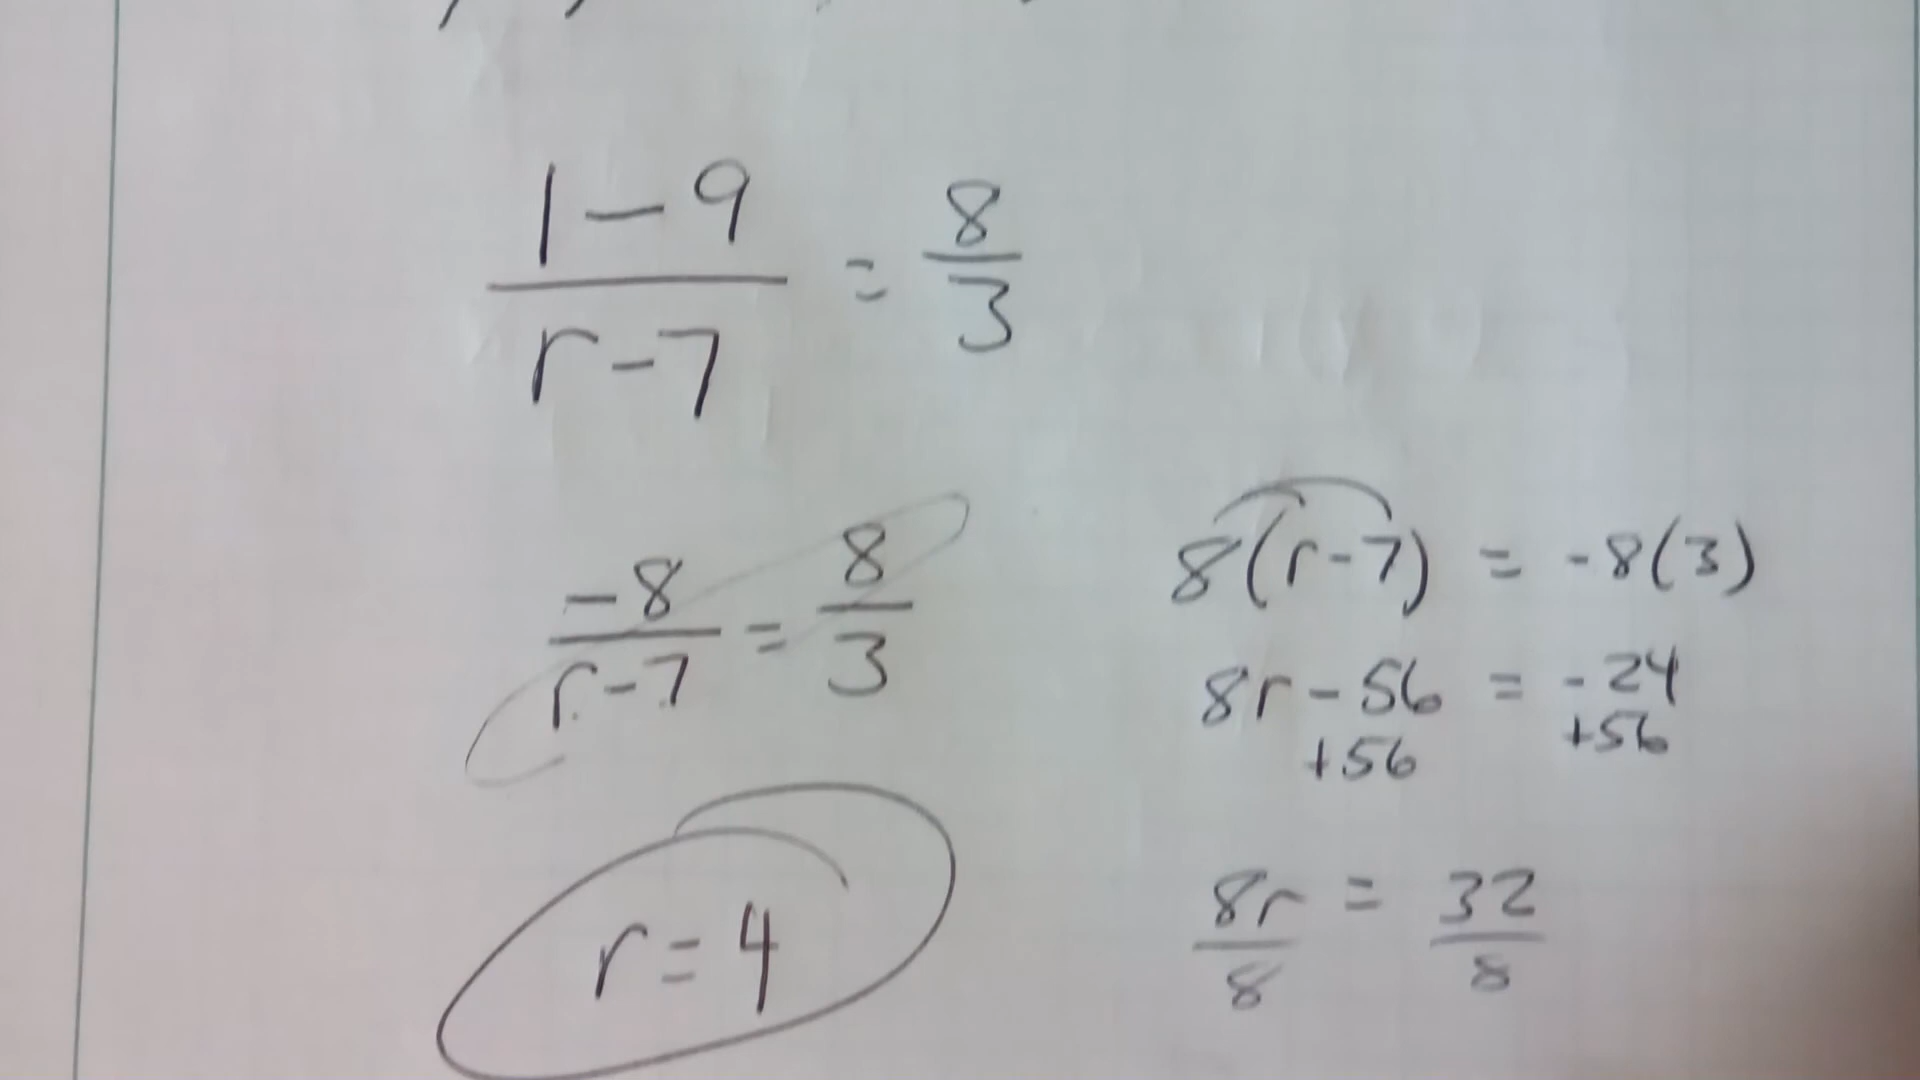 1 - 9
r - 7
= 8/3
-8/r-7 = 8/3
8(r-7) = -8(3)
8r - 56 = -24
+56 +56
8r/8 = 32/8
r = 4